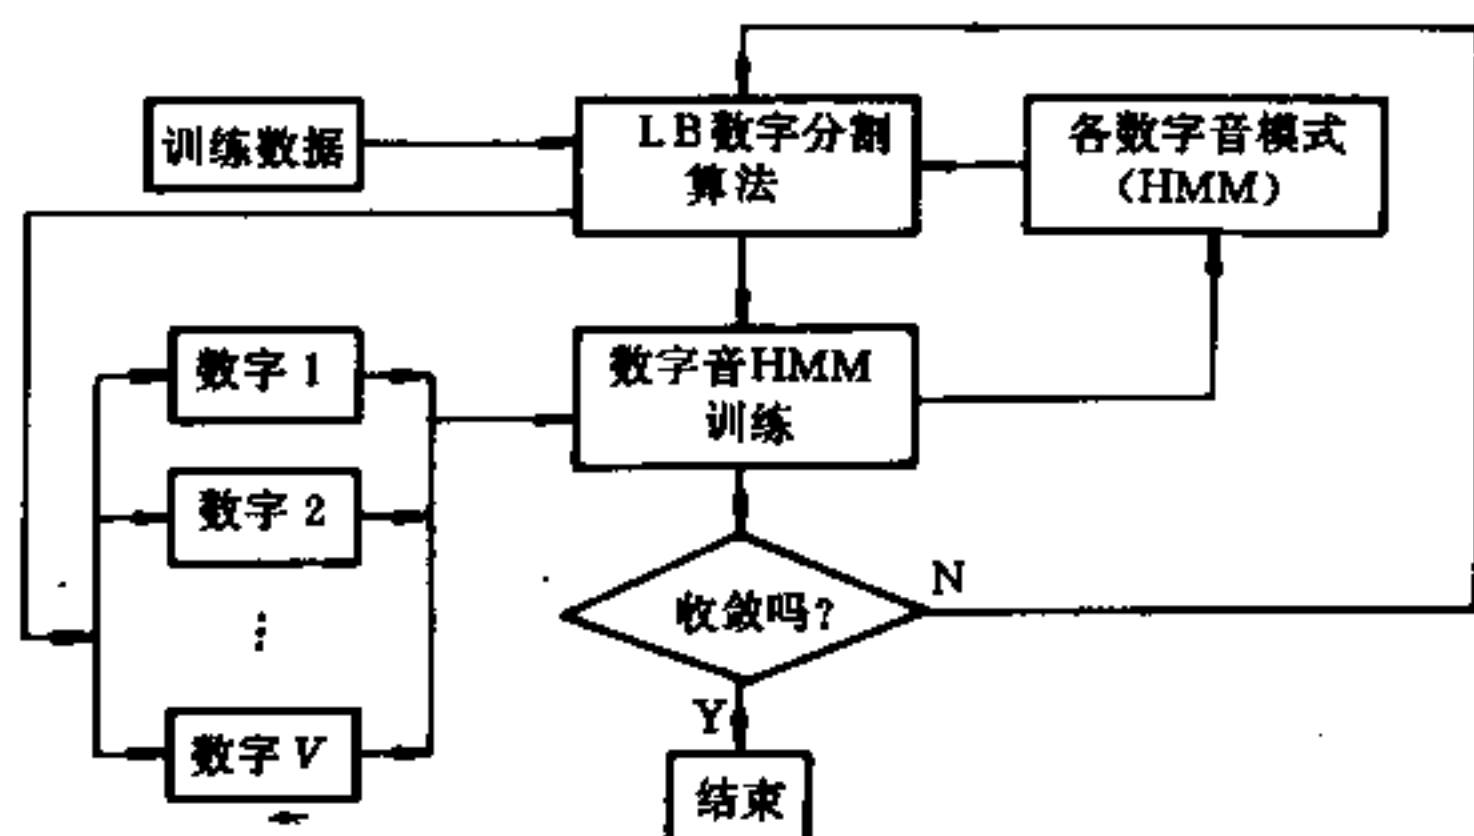 训练数据
LB数字分割
算法
各数字音模式
（HMM）
数字1
数字音HMM
训练
数字2
⋮
收敛吗?
N
数字V
Y
结束